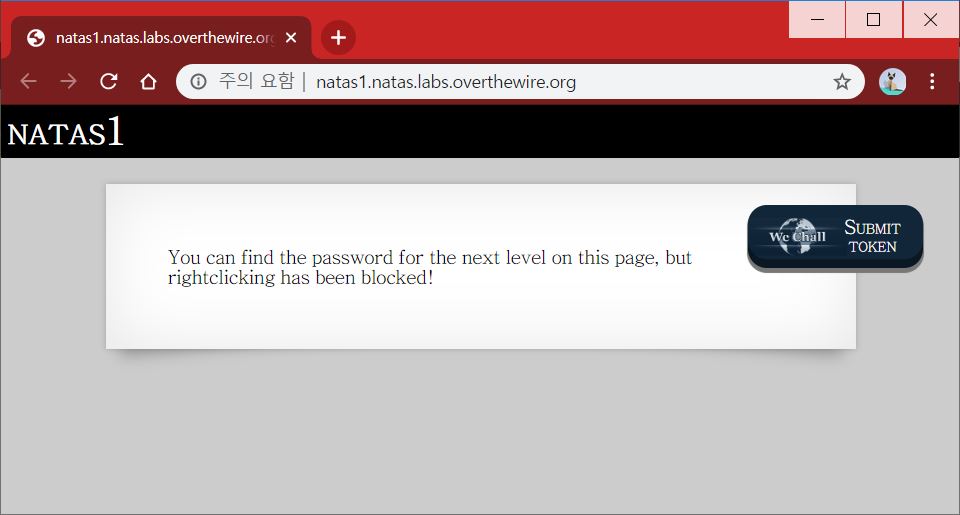 natas1.natas.labs.overthewire.org
주의 요함 | natas1.natas.labs.overthewire.org
NATAS1
You can find the password for the next level on this page, but
rightclicking has been blocked!
We Chall
SUBMIT
TOKEN